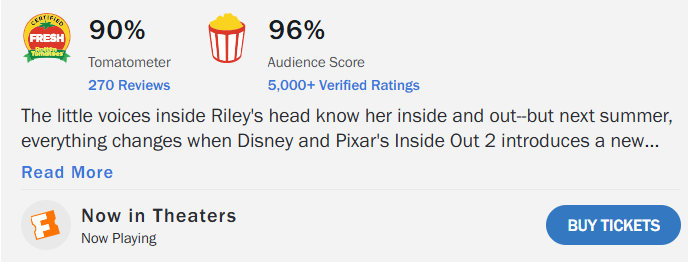 CERTIFIED
FRESH
Rotten
Tomatoes
90%
Tomatometer
270 Reviews
96%
Audience Score
5,000+ Verified Ratings
The little voices inside Riley's head know her inside and out--but next summer,
everything changes when Disney and Pixar's Inside Out 2 introduces a new...
Read More
Now in Theaters
Now Playing
BUY TICKETS